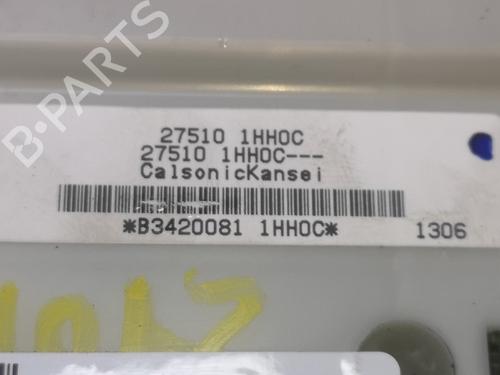 27510 1HH0C
27510 1HH0C---
CalsonicKansei
*B3420081 1HH0C*
1306
B-PARTS